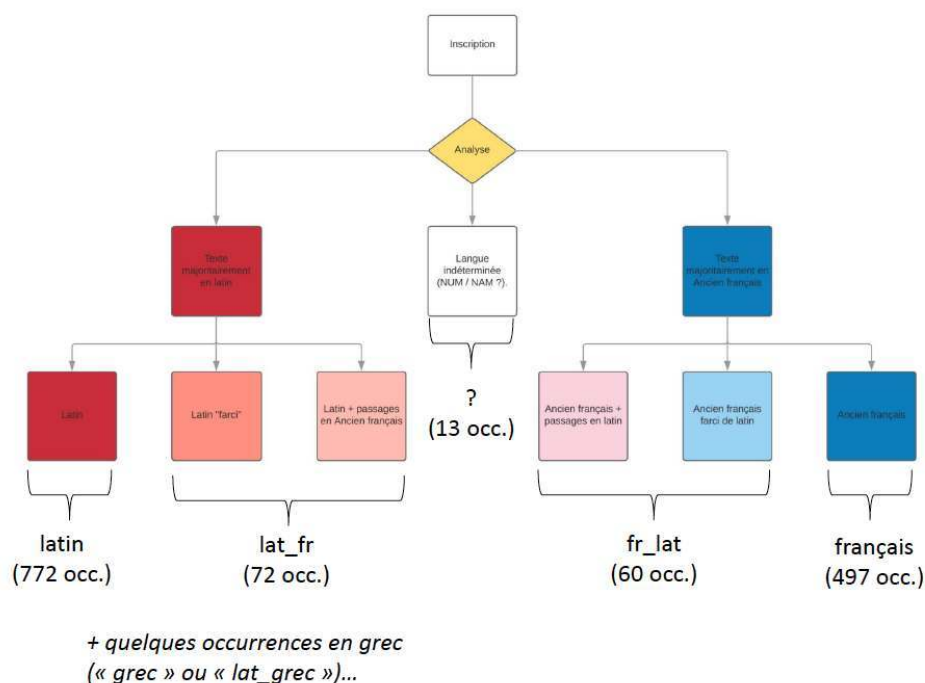 Inscription
Analyse
Texte
majoritairement
en latin
Langue
indéterminée
(NUM / NAM ?).
Texte
majoritairement en
Ancien français
Latin
Latin "farci"
Latin + passages
en Ancien français
?
(13 occ.)
Ancien français +
passages en latin
Ancien français
farci de latin
Ancien français
latin
(772 occ.)
lat_fr
(72 occ.)
fr_lat
(60 occ.)
français
(497 occ.)
+ quelques occurrences en grec
(« grec » ou « lat_grec »)...